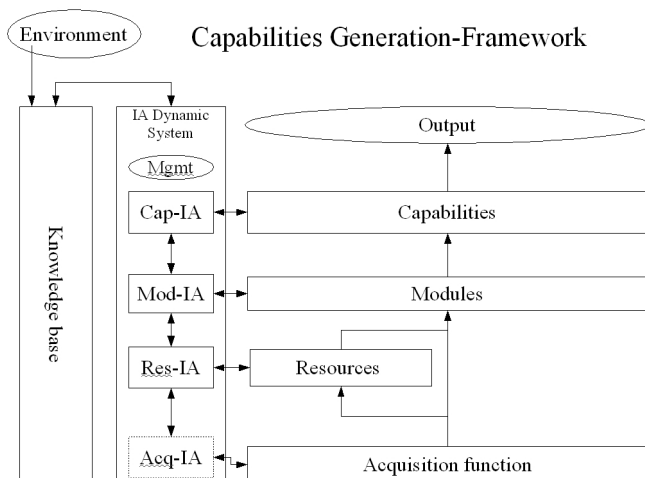 Environment
Capabilities Generation-Framework
IA Dynamic
System
Output
Mgmt
Cap-IA
Capabilities
Knowledge base
Mod-IA
Modules
Res-IA
Resources
Acq-IA
Acquisition function